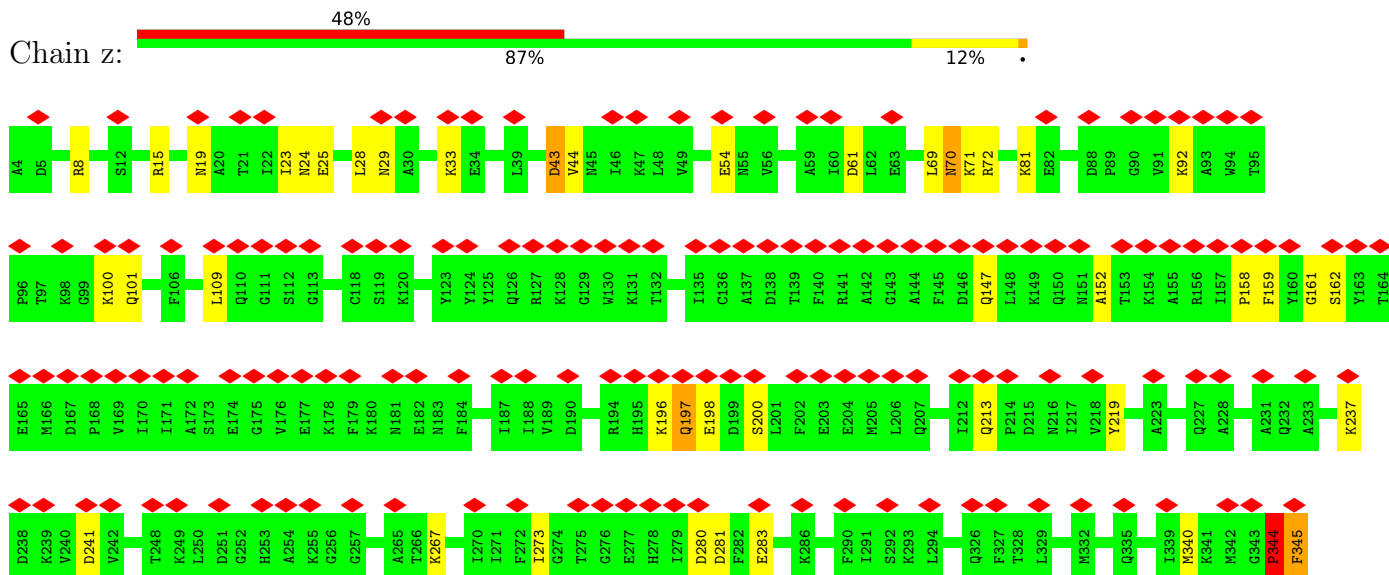 48%
Chain z:
87%
12%
•
A4 D5 R8 S12 R15 N19 A20 T21 I22 I23 N24 E25 L28 N29 A30 K33 E34 L39 D43 V44 N45 I46 K47 L48 V49 E54 N55 V56 A59 I60 D61 L62 E63 L69 N70 K71 R72 K81 E82 D88 P89 G90 V91 K92 A93 W94 T95
P96 T97 K98 G99 K100 Q101 F106 L109 Q110 G111 S112 G113 C118 S119 K120 Y123 Y124 Y125 Q126 R127 K128 G129 W130 K131 T132 I135 C136 A137 D138 T139 F140 R141 A142 G143 A144 F145 D146 Q147 L148 K149 Q150 N151 A152 T153 K154 A155 R156 I157 P158 F159 Y160 G161 S162 Y163 T164
E165 M166 D167 P168 V169 I170 I171 A172 S173 E174 G175 V176 E177 K178 F179 K180 N181 E182 N183 F184 I187 I188 V189 D190 R194 H195 K196 Q197 E198 D199 S200 L201 F202 E203 E204 M205 L206 Q207 I212 Q213 P214 D215 N216 I217 V218 Y219 A223 Q227 A228 A231 Q232 A233 K237
D238 K239 V240 D241 V242 T248 K249 L250 D251 G252 H253 A254 K255 G256 G257 A265 T266 K267 I270 I271 F272 I273 G274 T275 G276 E277 H278 I279 D280 D281 F282 E283 K286 F290 I291 S292 K293 L294 Q326 F327 T328 L329 M332 Q335 I339 M340 K341 M342 G343 P344 F345